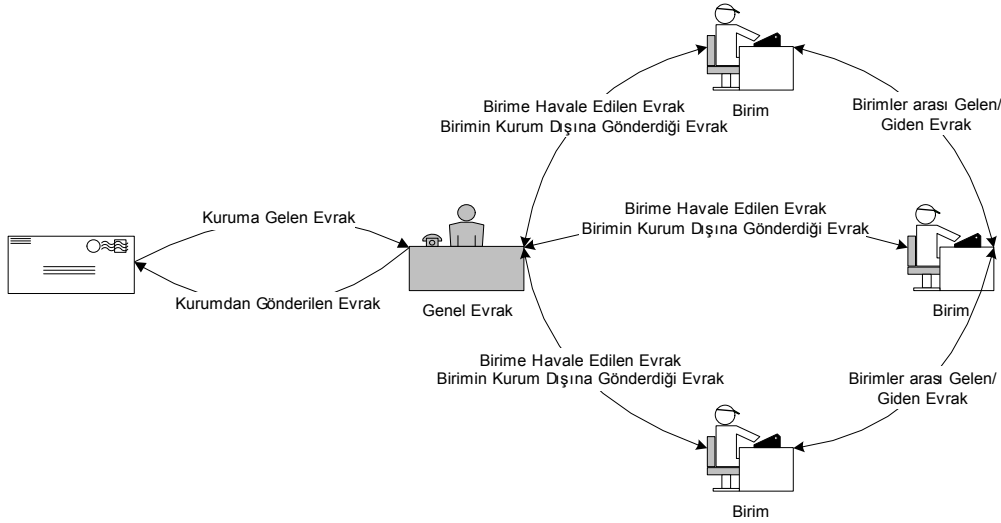 Birim
Birime Havale Edilen Evrak
Birimin Kurum Dışına Gönderdiği Evrak
Birimler arası Gelen/
Giden Evrak
Kuruma Gelen Evrak
Birime Havale Edilen Evrak
Birimin Kurum Dışına Gönderdiği Evrak
Kurumdan Gönderilen Evrak
Genel Evrak
Birim
Birime Havale Edilen Evrak
Birimin Kurum Dışına Gönderdiği Evrak
Birimler arası Gelen/
Giden Evrak
Birim